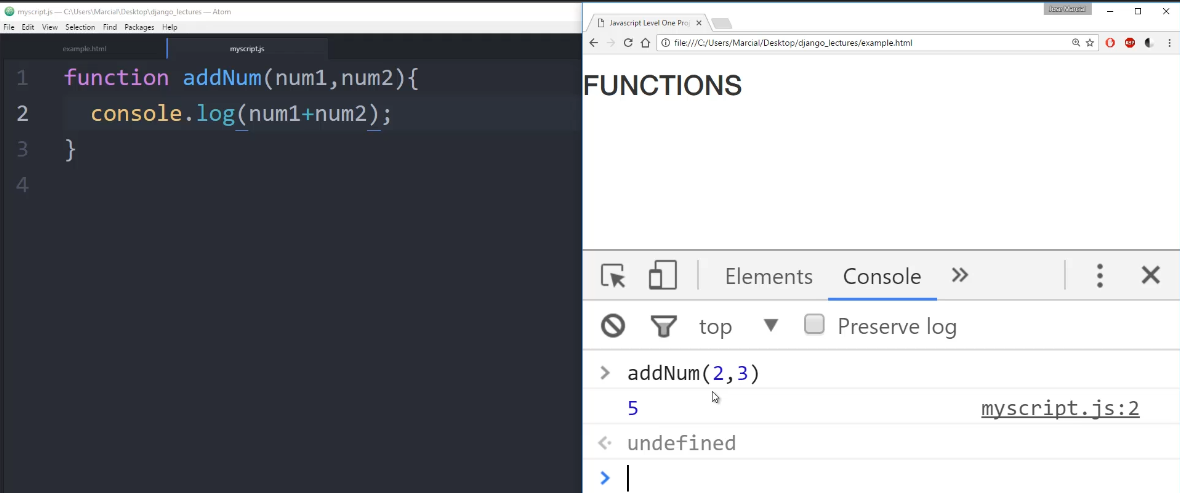 myscript.js — C:\Users\Marcial\Desktop\django_lectures — Atom
File Edit View Selection Find Packages Help
example.html
myscript.js
1 function addNum(num1,num2){
2 console.log(num1+num2);
3 }
4
Jose Marcial
Javascript Level One Pro
file:///C:/Users/Marcial/Desktop/django_lectures/example.html
FUNCTIONS
Elements Console »
top ▼ Preserve log
> addNum(2,3)
5 myscript.js:2
undefined
>